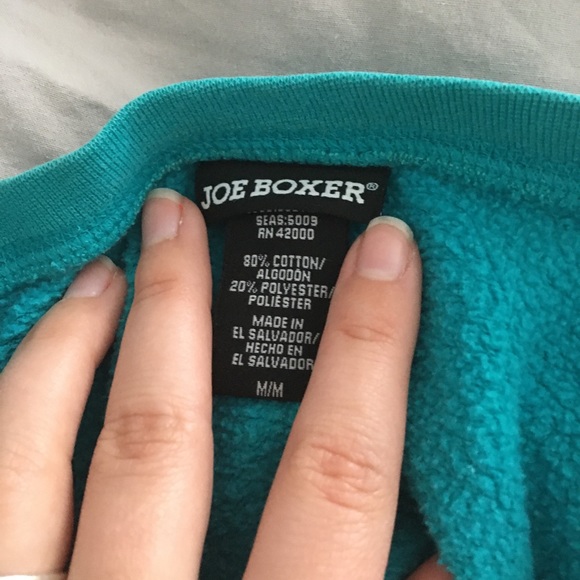 JOE BOXER®
SEAS:5009
RN 42000
80% COTTON/
ALGODÓN
20% POLYESTER/
POLIÉSTER
MADE IN
EL SALVADOR/
HECHO EN
EL SALVADOR
M/M